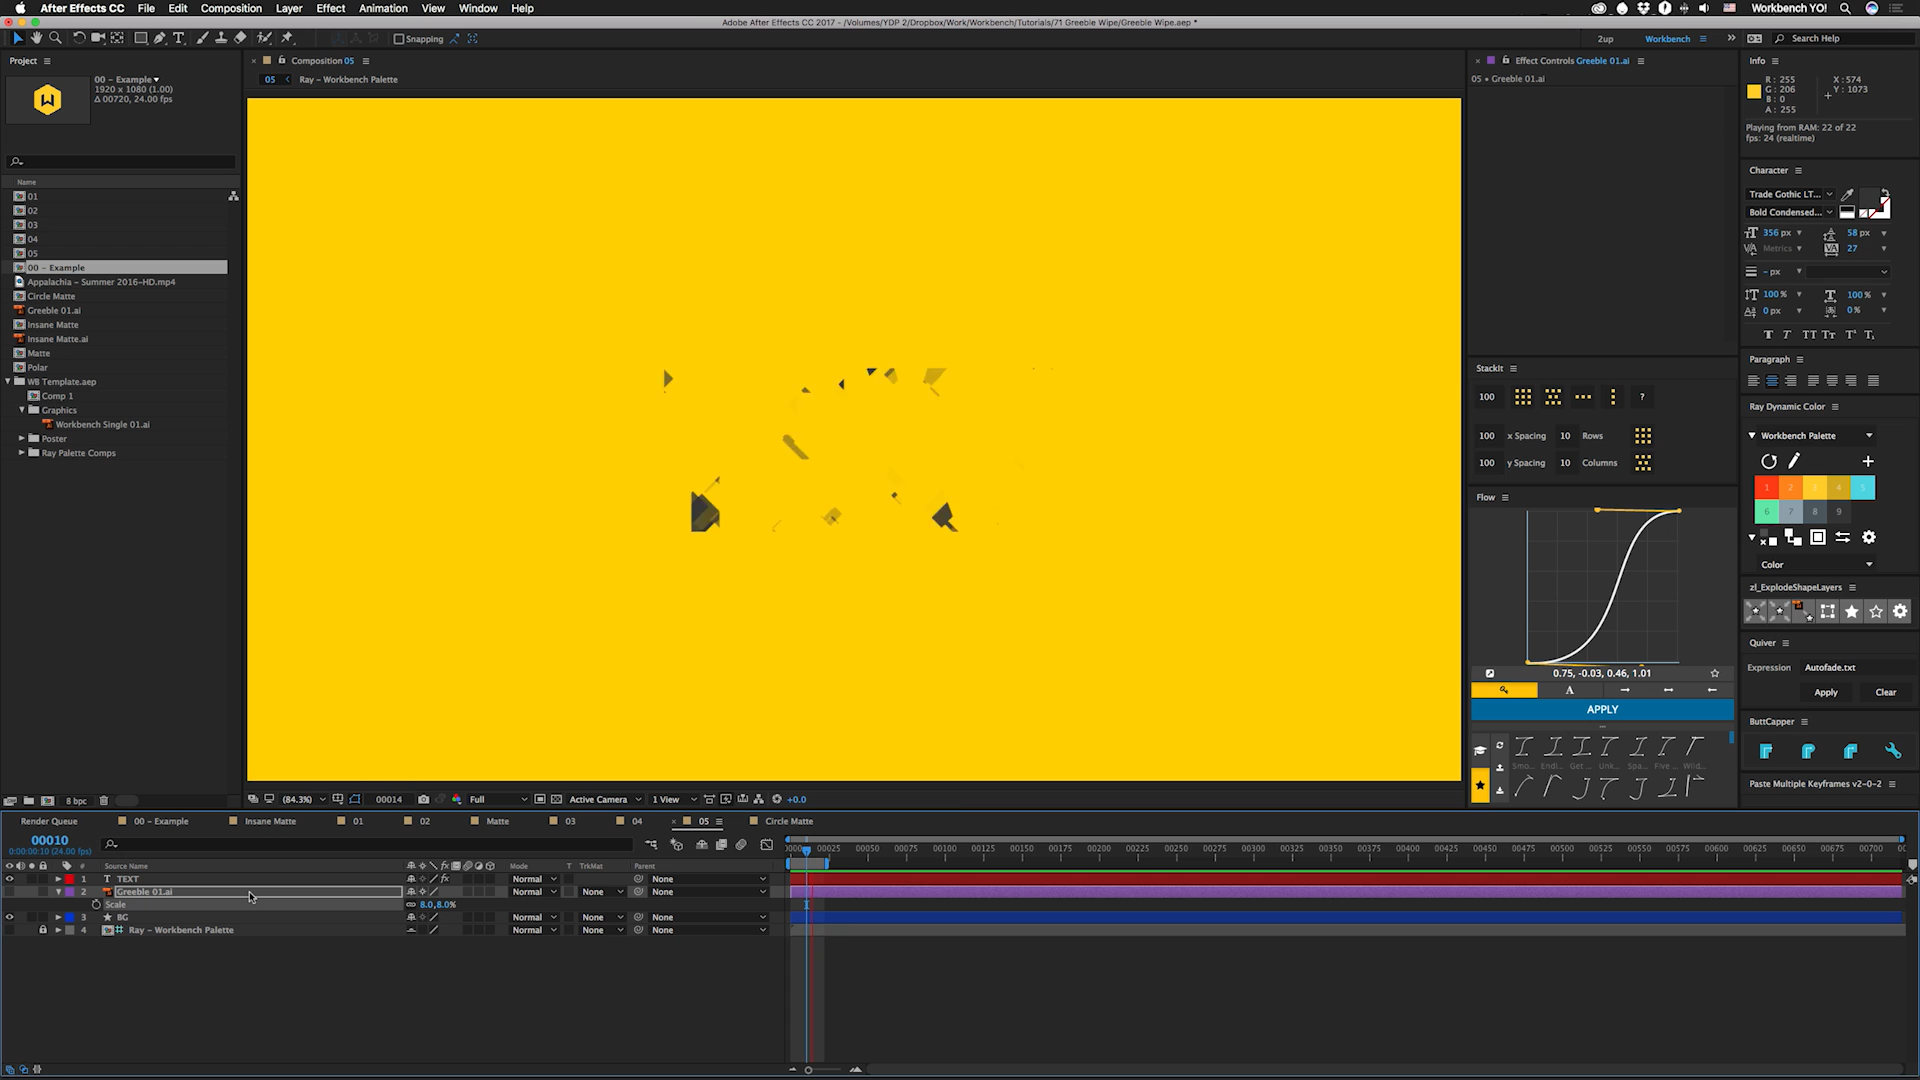 After Effects CC File Edit Composition Layer Effect Animation View Window Help Workbench YO!
Adobe After Effects CC 2017 - /Volumes/YDP 2/Dropbox/Work/Workbench/Tutorials/71 Greeble Wipe/Greeble Wipe.aep *
Snapping 2up Workbench Search Help
Project
00 - Example
1920 x 1080 (1.00)
Δ 00720, 24.00 fps
Name
01
02
03
04
05
00 - Example
Appalachia - Summer 2016-HD.mp4
Circle Matte
Greeble 01.ai
Insane Matte
Insane Matte.ai
Matte
Polar
WB Template.aep
Comp 1
Graphics
Workbench Single 01.ai
Poster
Ray Palette Comps
8 bpc
Composition 05
05 Ray - Workbench Palette
(84.3%) 00014 Full Active Camera 1 View +0.0
Effect Controls Greeble 01.ai
05 • Greeble 01.ai
StackIt
100 ?
100 x Spacing 10 Rows
100 y Spacing 10 Columns
Flow
0.75, -0.03, 0.46, 1.01
A
APPLY
Smo... Endi... Get ... Unk... Spa... Five ... Wild...
Info
R : 255 X : 574
G : 206 Y : 1073
B : 0
A : 255
Playing from RAM: 22 of 22
fps: 24 (realtime)
Character
Trade Gothic LT...
Bold Condensed...
356 px 58 px
Metrics 27
- px
100 % 100 %
0 px 0 %
Paragraph
Ray Dynamic Color
Workbench Palette
1 2 3 4 5
6 7 8 9
Color
zl_ExplodeShapeLayers
Quiver
Expression Autofade.txt
Apply Clear
ButtCapper
Paste Multiple Keyframes v2-0-2
Render Queue 00 - Example Insane Matte 01 02 Matte 03 04 05 Circle Matte
00010
0:00:00:10 (24.00 fps)
00025 00050 00075 00100 00125 00150 00175 00200 00225 00250 00275 00300 00325 00350 00375 00400 00425 00450 00475 00500 00525 00550 00575 00600 00625 00650 00675 00700
# Source Name Mode T TrkMat Parent
1 T TEXT Normal None
2 Greeble 01.ai Normal None None
Scale 8.0,8.0%
3 BG Normal None None
4 Ray - Workbench Palette Normal None None